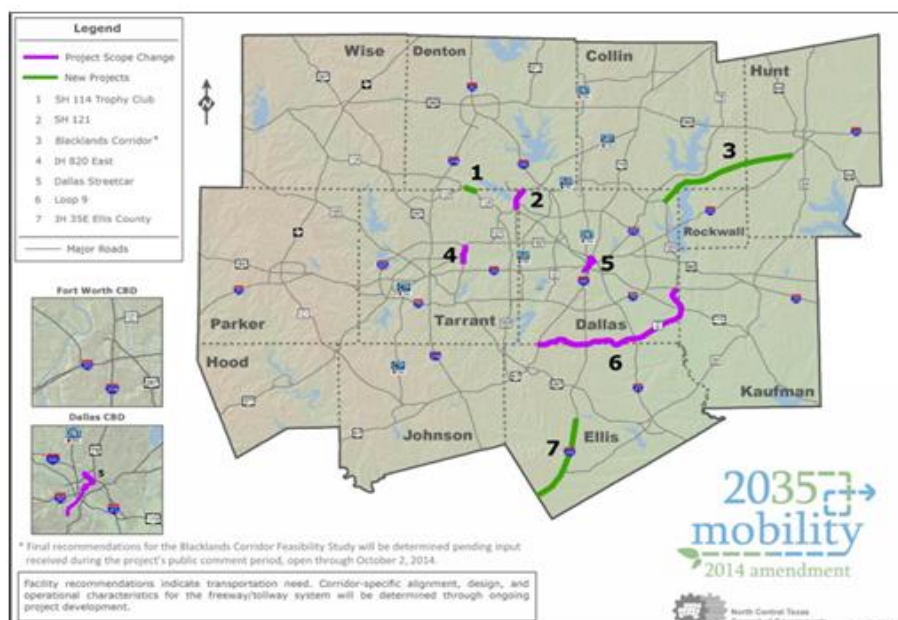 Legend
Project Scope Change
New Projects
1 SH 114 Trophy Club
2 SH 121
3 Blacklands Corridor*
4 IH 820 East
5 Dallas Streetcar
6 Loop 9
7 IH 35E Ellis County
Major Roads
Wise
Denton
Collin
Hunt
1
2
3
Rockwall
4
5
Parker
Tarrant
Dallas
Hood
6
Kaufman
Johnson
Ellis
7
Fort Worth CBD
Dallas CBD
5
2035
mobility
2014 amendment
* Final recommendations for the Blacklands Corridor Feasibility Study will be determined pending input
received during the project's public comment period, open through October 2, 2014.
Facility recommendations indicate transportation need. Corridor-specific alignment, design, and
operational characteristics for the freeway/tollway system will be determined through ongoing
project development.
North Central Texas